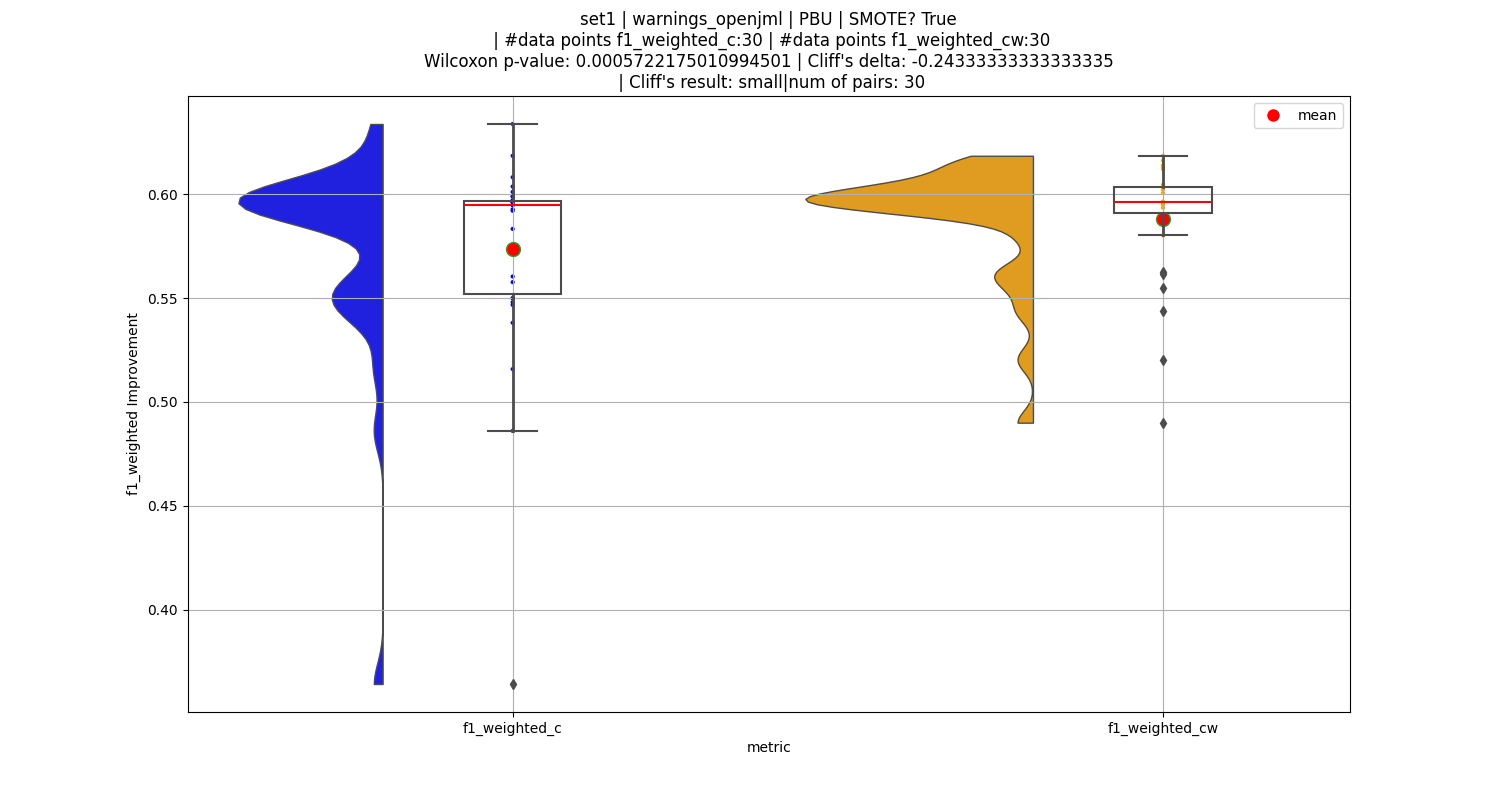 set1 | warnings_openjml | PBU | SMOTE? True
| #data points f1_weighted_c:30 | #data points f1_weighted_cw:30
Wilcoxon p-value: 0.0005722175010994501 | Cliff's delta: -0.24333333333333335
| Cliff's result: small|num of pairs: 30
mean
0.60
0.55
0.50
0.45
0.40
f1_weighted Improvement
f1_weighted_c
f1_weighted_cw
metric